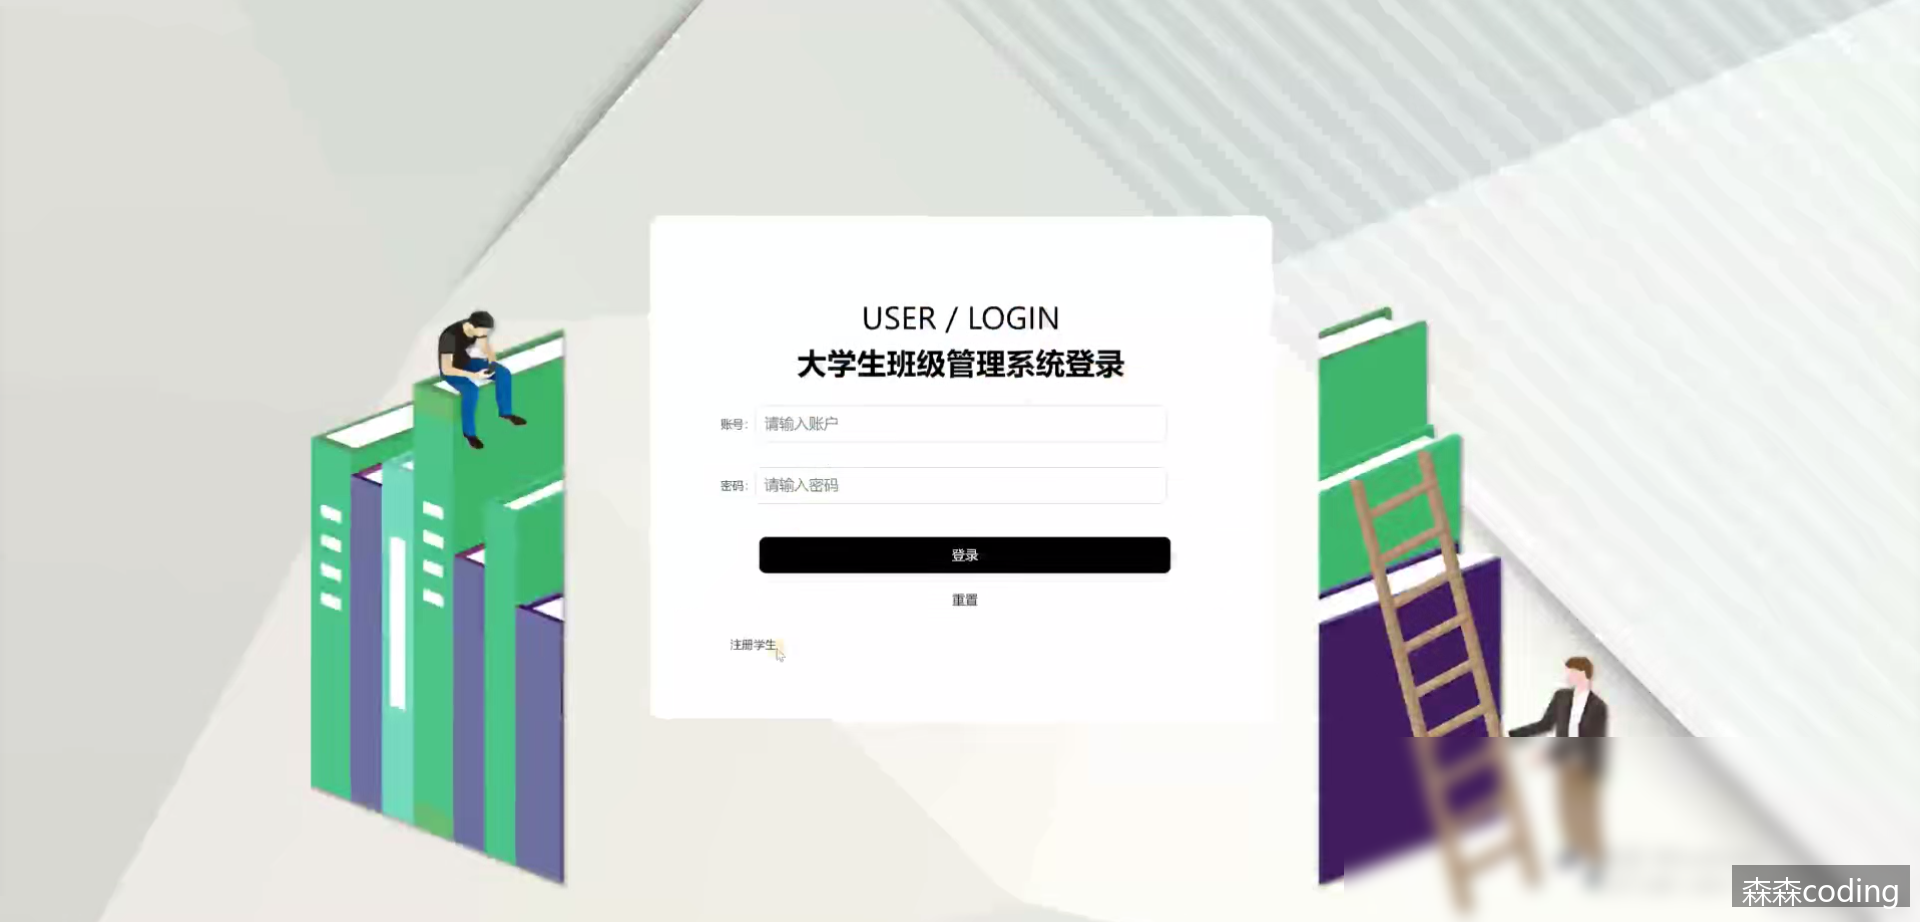 USER / LOGIN
大学生班级管理系统登录
账号: 请输入账户
密码: 请输入密码
登录
重置
注册学生
森森coding